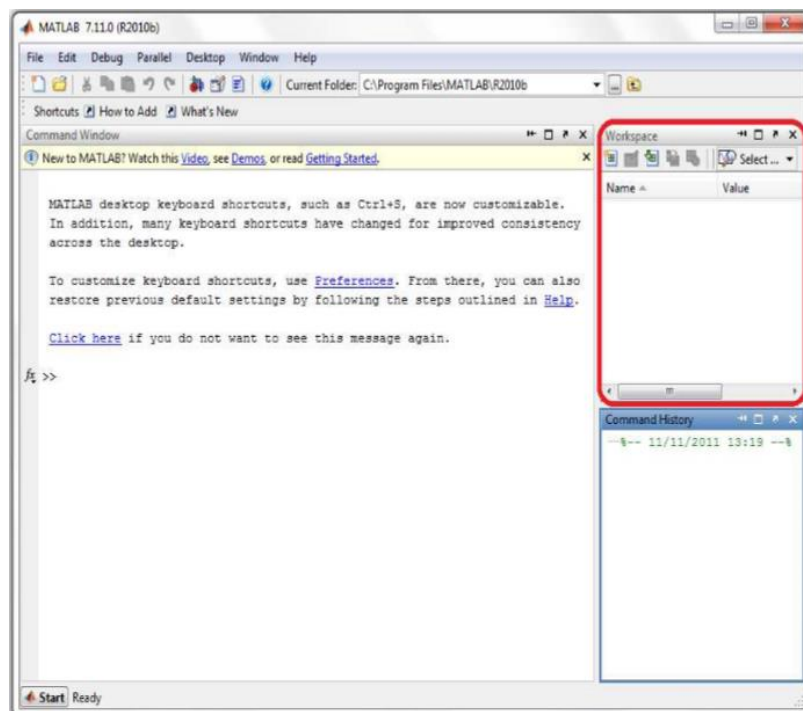 MATLAB 7.11.0 (R2010b)
File Edit Debug Parallel Desktop Window Help
Current Folder: C:\Program Files\MATLAB\R2010b
Shortcuts How to Add What's New
Command Window
New to MATLAB? Watch this Video, see Demos, or read Getting Started.
MATLAB desktop keyboard shortcuts, such as Ctrl+S, are now customizable.
In addition, many keyboard shortcuts have changed for improved consistency
across the desktop.
To customize keyboard shortcuts, use Preferences. From there, you can also
restore previous default settings by following the steps outlined in Help.
Click here if you do not want to see this message again.
fx >>
Workspace
Select ...
Name Value
Command History
%-- 11/11/2011 13:19 --%
Start Ready